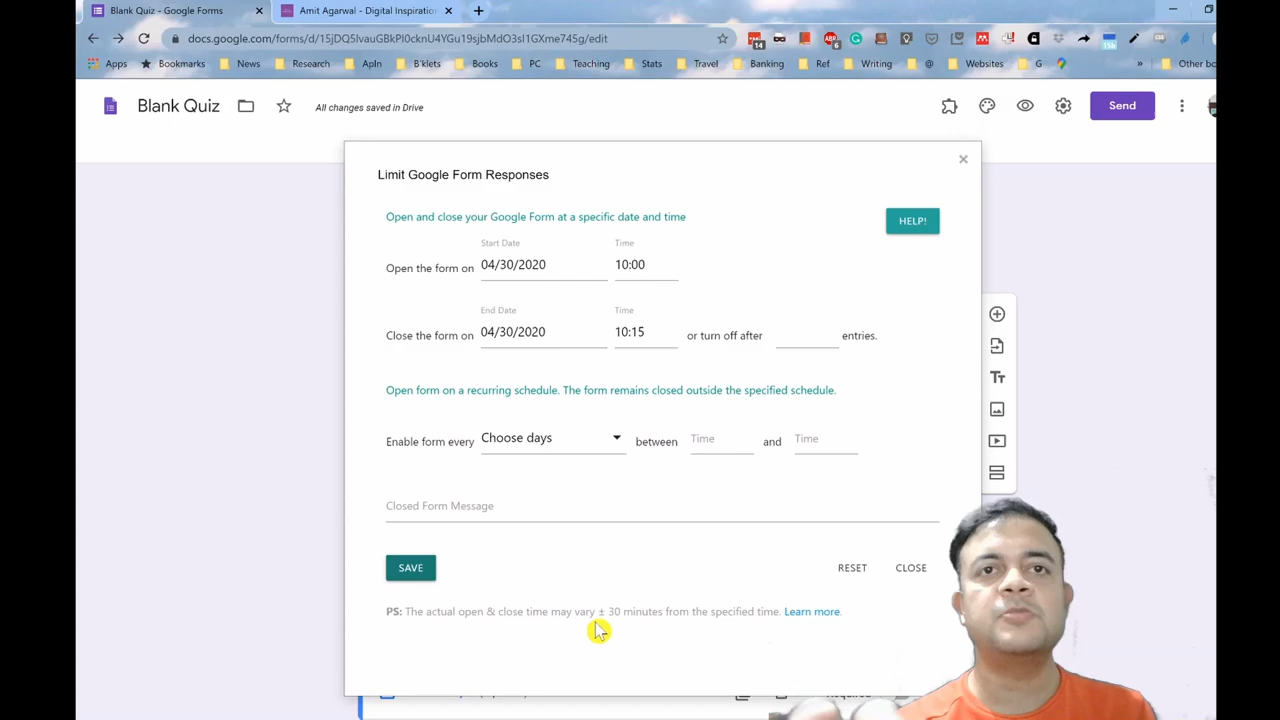 Blank Quiz - Google Forms
Amit Agarwal - Digital Inspiration
docs.google.com/forms/d/15jDQ5lvauGBkPI0cknU4YGu19sjbMdO3sI1GXme745g/edit
14
6
15h
Apps Bookmarks News Research ApIn B'klets Books PC Teaching Stats Travel Banking Ref Writing @ Websites G » Other bo
Blank Quiz
All changes saved in Drive
Send
Limit Google Form Responses
Open and close your Google Form at a specific date and time
HELP!
Start Date Time
Open the form on 04/30/2020 10:00
End Date Time
Close the form on 04/30/2020 10:15 or turn off after entries.
Open form on a recurring schedule. The form remains closed outside the specified schedule.
Enable form every Choose days between Time and Time
Closed Form Message
SAVE RESET CLOSE
PS: The actual open & close time may vary ± 30 minutes from the specified time. Learn more.
Required